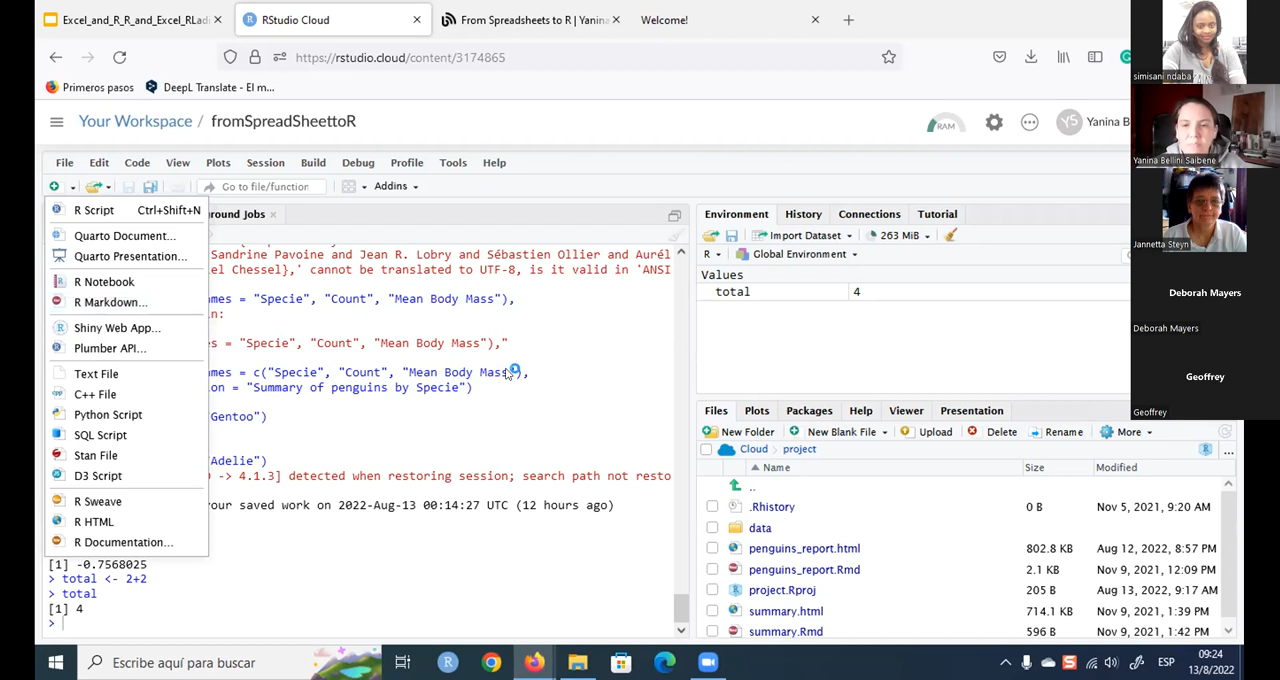 Excel_and_R_R_and_Excel_RLadi
RStudio Cloud
From Spreadsheets to R | Yanina
Welcome!
https://rstudio.cloud/content/3174865
Primeros pasos
DeepL Translate - El m...
Your Workspace / fromSpreadSheettoR
RAM
YS
Yanina B
File Edit Code View Plots Session Build Debug Profile Tools Help
Go to file/function
Addins
round Jobs
R Script Ctrl+Shift+N
Quarto Document...
Quarto Presentation...
R Notebook
R Markdown...
Shiny Web App...
Plumber API...
Text File
C++ File
Python Script
SQL Script
Stan File
D3 Script
R Sweave
R HTML
R Documentation...
Sandrine Pavoine and Jean R. Lobry and Sébastien Ollier and Aurél
el Chessel},' cannot be translated to UTF-8, is it valid in 'ANSI
mes = "Specie", "Count", "Mean Body Mass"),
n:
s = "Specie", "Count", "Mean Body Mass"),"
mes = c("Specie", "Count", "Mean Body Mass"),
on = "Summary of penguins by Specie")
Gentoo")
Adelie")
-> 4.1.3] detected when restoring session; search path not resto
our saved work on 2022-Aug-13 00:14:27 UTC (12 hours ago)
[1] -0.7568025
> total <- 2+2
> total
[1] 4
>
Environment History Connections Tutorial
Import Dataset
263 MiB
R
Global Environment
Values
total 4
Files Plots Packages Help Viewer Presentation
New Folder New Blank File Upload Delete Rename More
Cloud project
...
Name Size Modified
..
.Rhistory 0 B Nov 5, 2021, 9:20 AM
data
penguins_report.html 802.8 KB Aug 12, 2022, 8:57 PM
penguins_report.Rmd 2.1 KB Nov 9, 2021, 12:09 PM
project.Rproj 205 B Aug 13, 2022, 9:17 AM
summary.html 714.1 KB Nov 9, 2021, 1:39 PM
summary.Rmd 596 B Nov 9, 2021, 1:42 PM
simisani ndaba
Yanina Bellini Saibene
Jannetta Steyn
Deborah Mayers
Deborah Mayers
Geoffrey
Geoffrey
Escribe aquí para buscar
ESP
09:24
13/8/2022